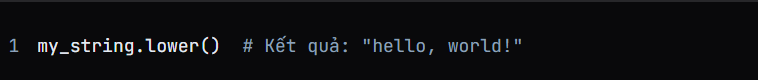 1 my_string.lower()  # Kết quả: "hello, world!"